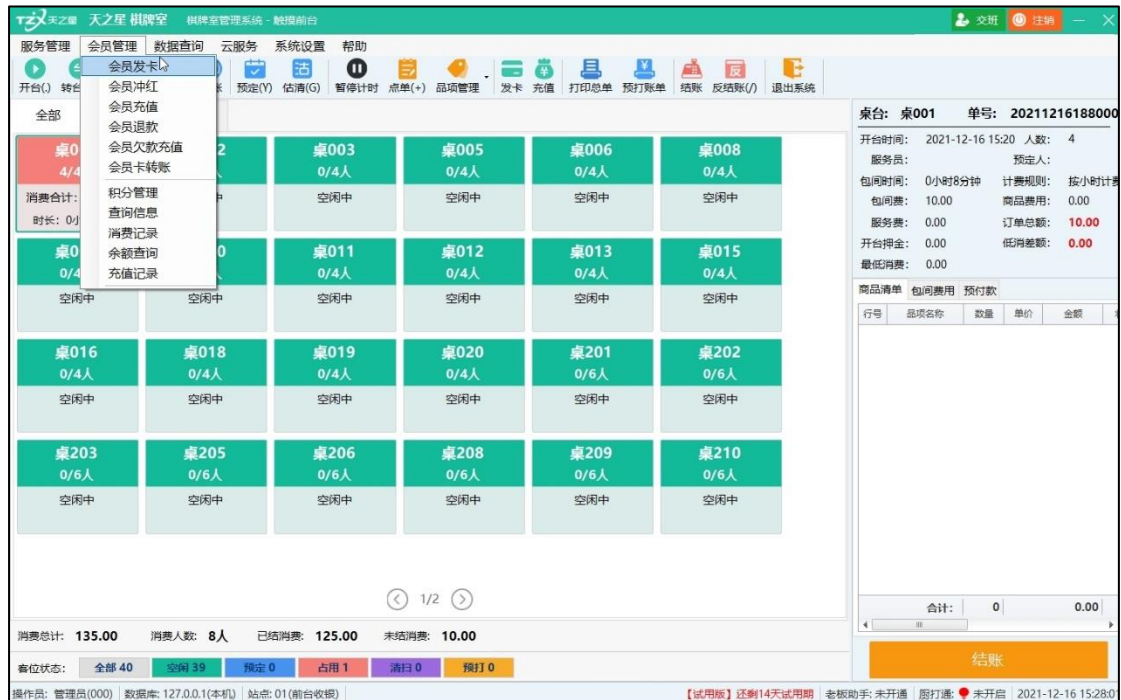 TZX天之星 天之星 棋牌室 棋牌室管理系统 - 触摸前台 交班 注销
服务管理 会员管理 数据查询 云服务 系统设置 帮助
会员发卡
会员冲红
会员充值
会员退款
会员欠款充值
会员卡转账
积分管理
查询信息
消费记录
余额查询
充值记录
开台(.) 转台 预定(Y) 估清(G) 暂停计时 点单(+) 品项管理 发卡 充值 打印总单 预打账单 结账 反结账(/) 退出系统
全部
桌003 桌005 桌006 桌008
4/4 0/4人 0/4人 0/4人 0/4人
消费合计: 空闲中 空闲中 空闲中 空闲中
时长: 0小
桌011 桌012 桌013 桌015
0/4 0/4人 0/4人 0/4人 0/4人
空闲中 空闲中 空闲中 空闲中 空闲中 空闲中
桌016 桌018 桌019 桌020 桌201 桌202
0/4人 0/4人 0/4人 0/4人 0/6人 0/6人
空闲中 空闲中 空闲中 空闲中 空闲中 空闲中
桌203 桌205 桌206 桌208 桌209 桌210
0/6人 0/6人 0/6人 0/6人 0/6人 0/6人
空闲中 空闲中 空闲中 空闲中 空闲中 空闲中
1/2
消费总计: 135.00 消费人数: 8人 已结消费: 125.00 未结消费: 10.00
客位状态: 全部 40 空闲 39 预定 0 占用 1 清扫 0 预打 0
桌台: 桌001 单号: 20211216188000
开台时间: 2021-12-16 15:20 人数: 4
服务员: 预定人:
包间时间: 0小时8分钟 计费规则: 按小时计费
包间费: 10.00 商品费用: 0.00
服务费: 0.00 订单总额: 10.00
开台押金: 0.00 低消差额: 0.00
最低消费: 0.00
商品清单 包间费用 预付款
行号 品项名称 数量 单价 金额
合计: 0 0.00
结账
操作员: 管理员(000) 数据库: 127.0.0.1(本机) 站点: 01(前台收银) 【试用版】还剩14天试用期 老板助手: 未开通 厨打通: 未开启 2021-12-16 15:28:01